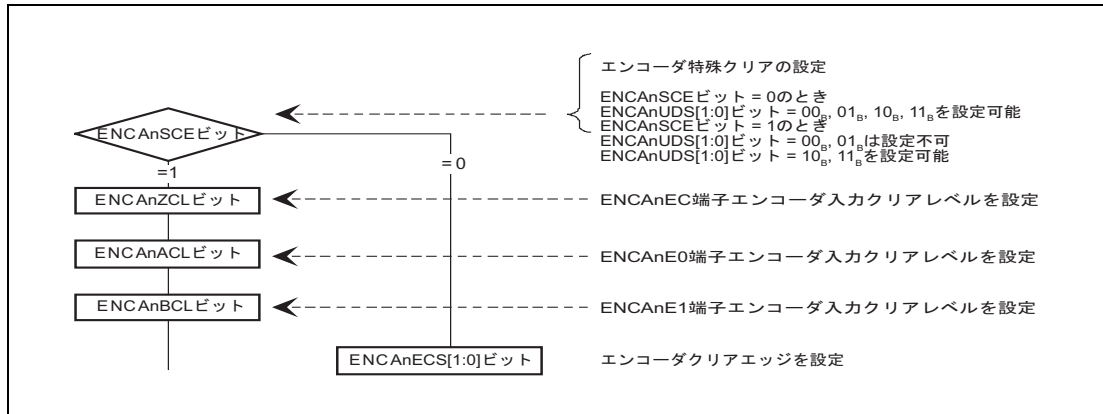 エンコーダ特殊クリアの設定
ENCAnSCEビット = 0のとき
ENCAnUDS[1:0]ビット = 00B, 01B, 10B, 11Bを設定可能
ENCAnSCEビット = 1のとき
ENCAnUDS[1:0]ビット = 00B, 01Bは設定不可
ENCAnUDS[1:0]ビット = 10B, 11Bを設定可能
ENCAnSCEビット
=1
=0
ENCAnZCLビット
ENCAnEC端子エンコーダ入力クリアレベルを設定
ENCAnACLビット
ENCAnE0端子エンコーダ入力クリアレベルを設定
ENCAnBCLビット
ENCAnE1端子エンコーダ入力クリアレベルを設定
ENCAnECS[1:0]ビット
エンコーダクリアエッジを設定